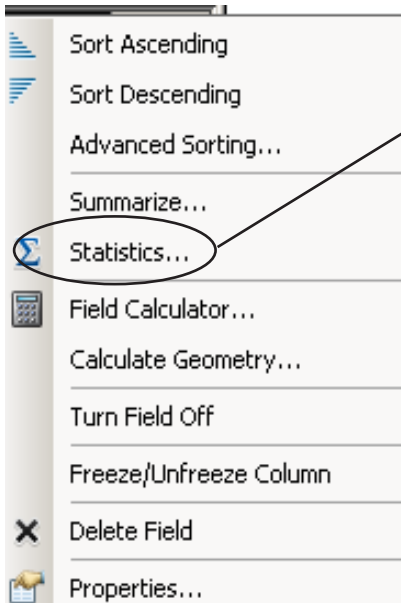 Sort Ascending
Sort Descending
Advanced Sorting...
Summarize...
Σ Statistics...
Field Calculator...
Calculate Geometry...
Turn Field Off
Freeze/Unfreeze Column
Delete Field
Properties...